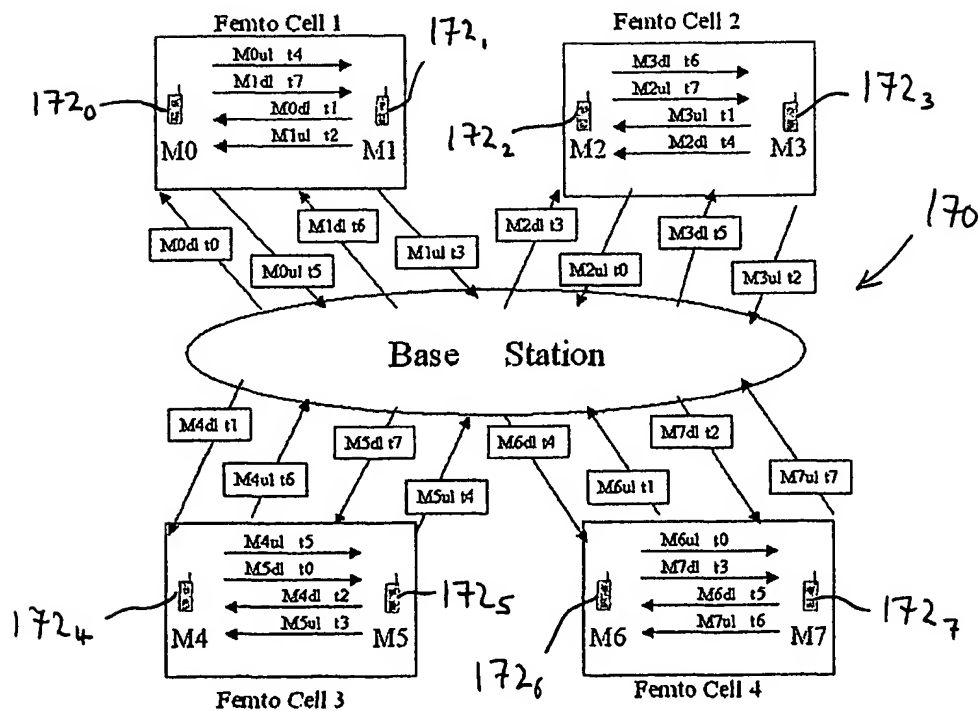 Femto Cell 1
172₁
Femto Cell 2
M0ul t4
M1dl t7
M0dl t1
M1ul t2
172₀
M0
M1
M3dl t6
M2ul t7
M3ul t1
M2dl t4
172₂
172₃
M2
M3
170
M0dl t0
M0ul t5
M1dl t6
M1ul t3
M2dl t3
M2ul t0
M3dl t5
M3ul t2
Base Station
M4dl t1
M4ul t6
M5dl t7
M5ul t4
M6dl t4
M6ul t1
M7dl t2
M7ul t7
M4ul t5
M5dl t0
M4dl t2
M5ul t3
172₄
172₅
M4
M5
M6ul t0
M7dl t3
M6dl t5
M7ul t6
172₆
172₇
M6
M7
Femto Cell 3
Femto Cell 4